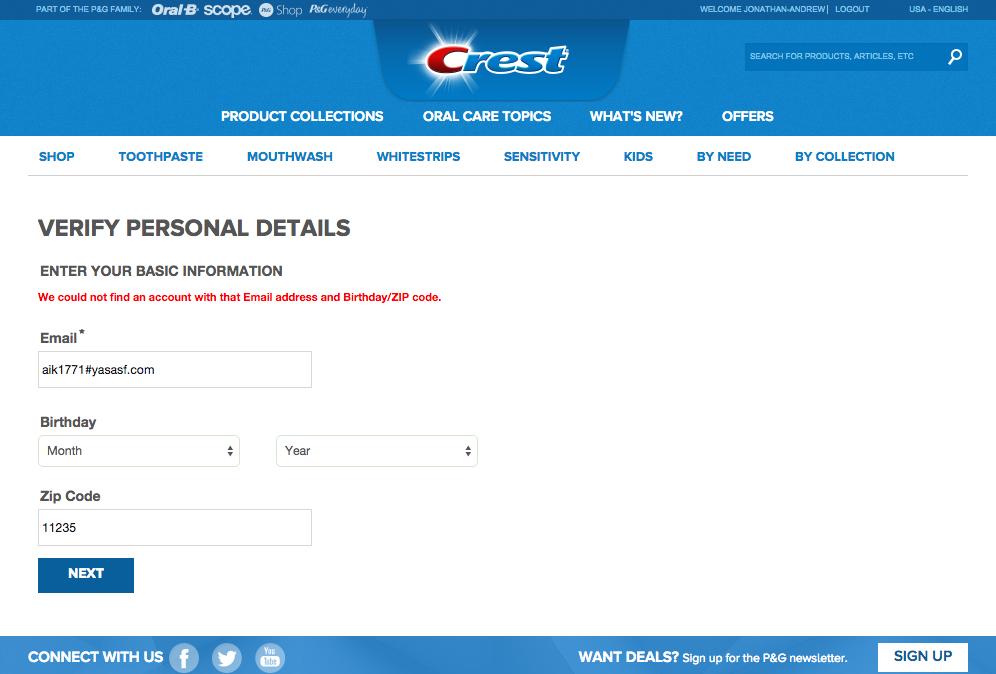 PART OF THE P&G FAMILY: Oral-B scope P&G Shop P&G everyday WELCOME JONATHAN-ANDREW| LOGOUT USA - ENGLISH
Crest
SEARCH FOR PRODUCTS, ARTICLES, ETC
PRODUCT COLLECTIONS ORAL CARE TOPICS WHAT'S NEW? OFFERS
SHOP TOOTHPASTE MOUTHWASH WHITESTRIPS SENSITIVITY KIDS BY NEED BY COLLECTION
VERIFY PERSONAL DETAILS
ENTER YOUR BASIC INFORMATION
We could not find an account with that Email address and Birthday/ZIP code.
Email*
aik1771#yasasf.com
Birthday
Month Year
Zip Code
11235
NEXT
CONNECT WITH US f You Tube WANT DEALS? Sign up for the P&G newsletter. SIGN UP